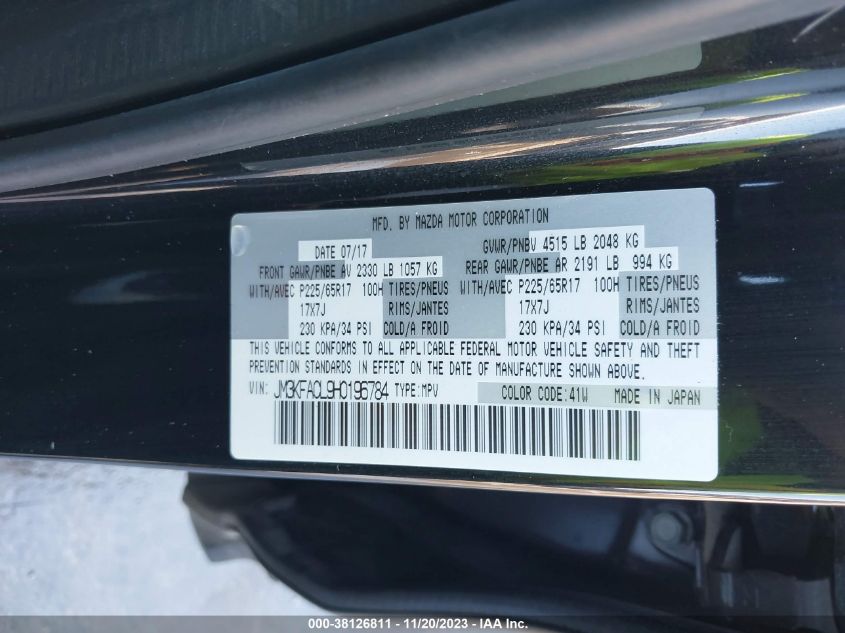 MFD. BY MAZDA MOTOR CORPORATION
DATE 07/17 GVWR/PNBV 4515 LB 2048 KG
FRONT GAWR/PNBE AV 2330 LB 1057 KG REAR GAWR/PNBE AR 2191 LB 994 KG
WITH/AVEC P225/65R17 100H TIRES/PNEUS WITH/AVEC P225/65R17 100H TIRES/PNEUS
17X7J RIMS/JANTES 17X7J RIMS/JANTES
230 KPA/34 PSI COLD/A FROID 230 KPA/34 PSI COLD/A FROID
THIS VEHICLE CONFORMS TO ALL APPLICABLE FEDERAL MOTOR VEHICLE SAFETY AND THEFT
PREVENTION STANDARDS IN EFFECT ON THE DATE OF MANUFACTURE SHOWN ABOVE.
VIN: JM3KFACL9H0196784 TYPE:MPV COLOR CODE:41W MADE IN JAPAN
000-38126811 - 11/20/2023 - IAA Inc.